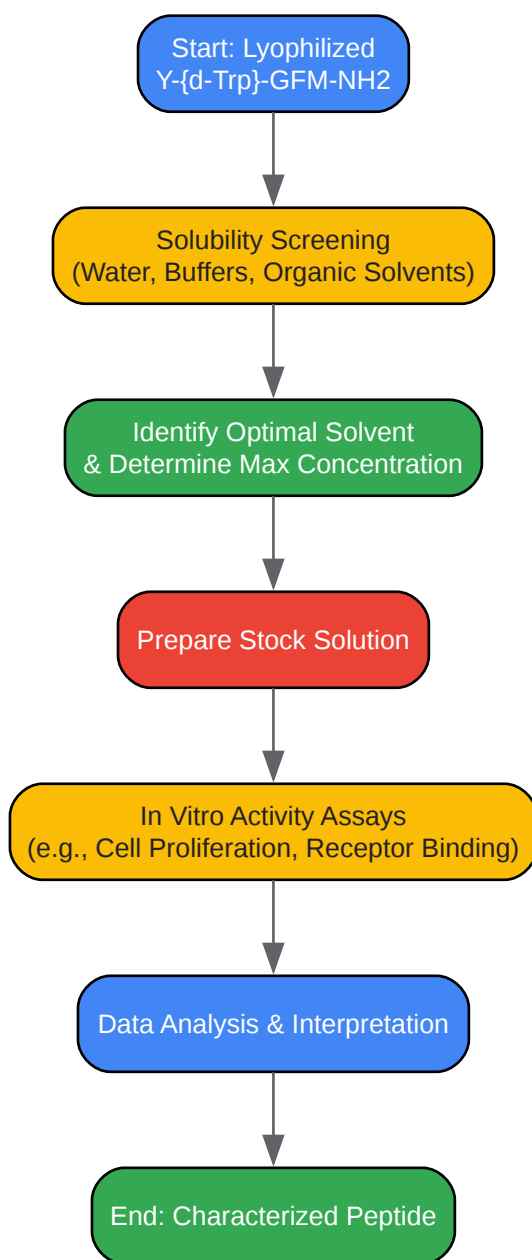 Start: Lyophilized
Y-{d-Trp}-GFM-NH2
Solubility Screening
(Water, Buffers, Organic Solvents)
Identify Optimal Solvent
& Determine Max Concentration
Prepare Stock Solution
In Vitro Activity Assays
(e.g., Cell Proliferation, Receptor Binding)
Data Analysis & Interpretation
End: Characterized Peptide